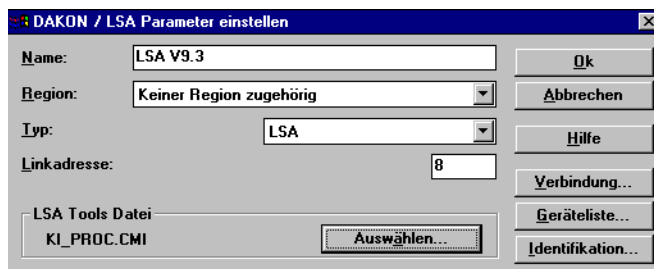 DAKON / LSA Parameter einstellen
Name: LSA V9.3
Region: Keiner Region zugehörig
Typ: LSA
Linkadresse: 8
LSA Tools Datei
KI_PROC.CMI Auswählen...
Ok
Abbrechen
Hilfe
Verbindung...
Geräteliste...
Identifikation...